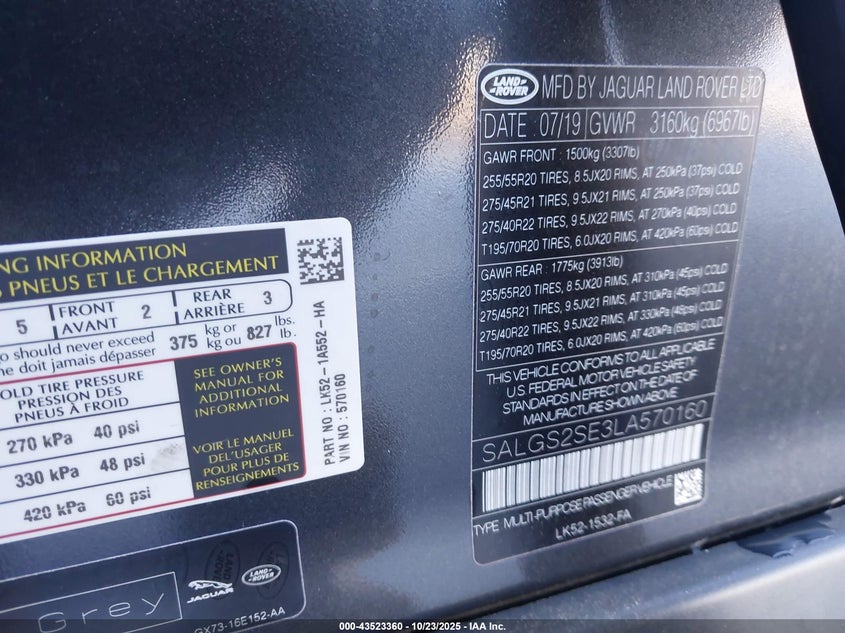 NG INFORMATION
S PNEUS ET LE CHARGEMENT
5 FRONT AVANT 2 REAR ARRIÈRE 3
o should never exceed 375 kg or 827 lbs.
ne doit jamais dépasser kg ou lb.
OLD TIRE PRESSURE
PRESSION DES
PNEUS À FROID
270 kPa 40 psi
330 kPa 48 psi
420 kPa 60 psi
SEE OWNER'S
MANUAL FOR
ADDITIONAL
INFORMATION
VOIR LE MANUEL
DEL'USAGER
POUR PLUS DE
RENSEIGNEMENTS
PART NO : LK52-1A552-HA
VIN NO : 570160
LAND ROVER
MFD BY JAGUAR LAND ROVER LTD
DATE 07/19 GVWR 3160kg (6967lb)
GAWR FRONT : 1500kg (3307lb)
255/55R20 TIRES, 8.5JX20 RIMS, AT 250kPa (37psi) COLD
275/45R21 TIRES, 9.5JX21 RIMS, AT 250kPa (37psi) COLD
275/40R22 TIRES, 9.5JX22 RIMS, AT 270kPa (40psi) COLD
T195/70R20 TIRES, 6.0JX20 RIMS, AT 420kPa (60psi) COLD
GAWR REAR : 1775kg (3913lb)
255/55R20 TIRES, 8.5JX20 RIMS, AT 310kPa (45psi) COLD
275/45R21 TIRES, 9.5JX21 RIMS, AT 310kPa (45psi) COLD
275/40R22 TIRES, 9.5JX22 RIMS, AT 330kPa (48psi) COLD
T195/70R20 TIRES, 6.0JX20 RIMS, AT 420kPa (60psi) COLD
THIS VEHICLE CONFORMS TO ALL APPLICABLE
U.S. FEDERAL MOTOR VEHICLE SAFETY
STANDARDS IN EFFECT ON THE DATE OF
MANUFACTURE SHOWN ABOVE
SALGS2SE3LA570160
TYPE MULTI-PURPOSE PASSENGER VEHICLE
LK52-1532-FA
Grey
JAGUAR
LAND ROVER
GX73-16E152-AA
000-43523360 - 10/23/2025 - IAA Inc.